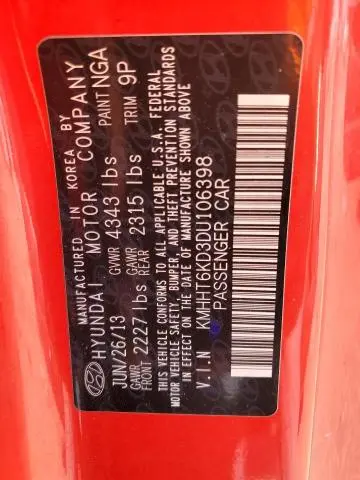 MANUFACTURED IN KOREA BY
HYUNDAI MOTOR COMPANY
JUN/26/13 GVWR 4343 lbs PAINT NGA
GAWR FRONT 2227 lbs GAWR REAR 2315 lbs TRIM 9P
THIS VEHICLE CONFORMS TO ALL APPLICABLE U.S.A. FEDERAL
MOTOR VEHICLE SAFETY, BUMPER, AND THEFT PREVENTION STANDARDS
IN EFFECT ON THE DATE OF MANUFACTURE SHOWN ABOVE
V.I.N KMHHT6KD3DU106398
PASSENGER CAR